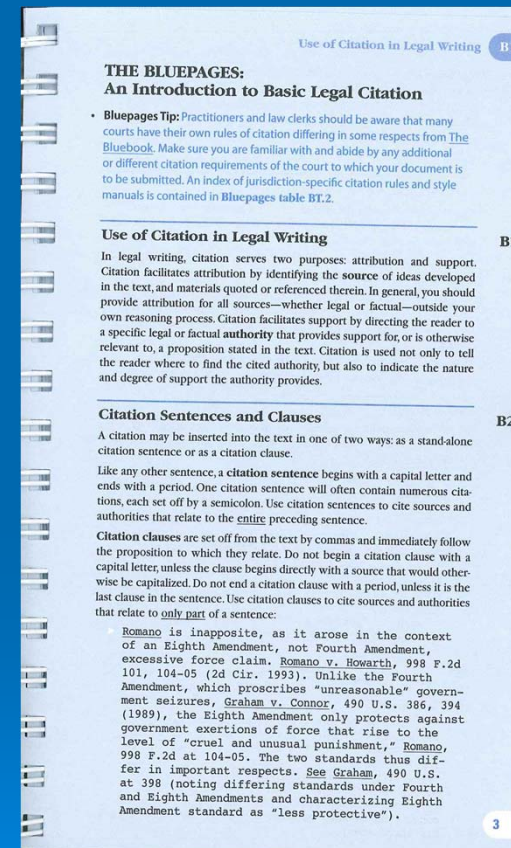 Use of Citation in Legal Writing B
THE BLUEPAGES:
An Introduction to Basic Legal Citation
• Bluepages Tip: Practitioners and law clerks should be aware that many
courts have their own rules of citation differing in some respects from The
Bluebook. Make sure you are familiar with and abide by any additional
or different citation requirements of the court to which your document is
to be submitted. An index of jurisdiction-specific citation rules and style
manuals is contained in Bluepages table BT.2.
Use of Citation in Legal Writing B
In legal writing, citation serves two purposes: attribution and support.
Citation facilitates attribution by identifying the source of ideas developed
in the text, and materials quoted or referenced therein. In general, you should
provide attribution for all sources—whether legal or factual—outside your
own reasoning process. Citation facilitates support by directing the reader to
a specific legal or factual authority that provides support for, or is otherwise
relevant to, a proposition stated in the text. Citation is used not only to tell
the reader where to find the cited authority, but also to indicate the nature
and degree of support the authority provides.
Citation Sentences and Clauses B2
A citation may be inserted into the text in one of two ways: as a stand-alone
citation sentence or as a citation clause.
Like any other sentence, a citation sentence begins with a capital letter and
ends with a period. One citation sentence will often contain numerous cita-
tions, each set off by a semicolon. Use citation sentences to cite sources and
authorities that relate to the entire preceding sentence.
Citation clauses are set off from the text by commas and immediately follow
the proposition to which they relate. Do not begin a citation clause with a
capital letter, unless the clause begins directly with a source that would other-
wise be capitalized. Do not end a citation clause with a period, unless it is the
last clause in the sentence. Use citation clauses to cite sources and authorities
that relate to only part of a sentence:
Romano is inapposite, as it arose in the context
of an Eighth Amendment, not Fourth Amendment,
excessive force claim. Romano v. Howarth, 998 F.2d
101, 104-05 (2d Cir. 1993). Unlike the Fourth
Amendment, which proscribes "unreasonable" govern-
ment seizures, Graham v. Connor, 490 U.S. 386, 394
(1989), the Eighth Amendment only protects against
government exertions of force that rise to the
level of "cruel and unusual punishment," Romano,
998 F.2d at 104-05. The two standards thus dif-
fer in important respects. See Graham, 490 U.S.
at 398 (noting differing standards under Fourth
and Eighth Amendments and characterizing Eighth
Amendment standard as "less protective").
3